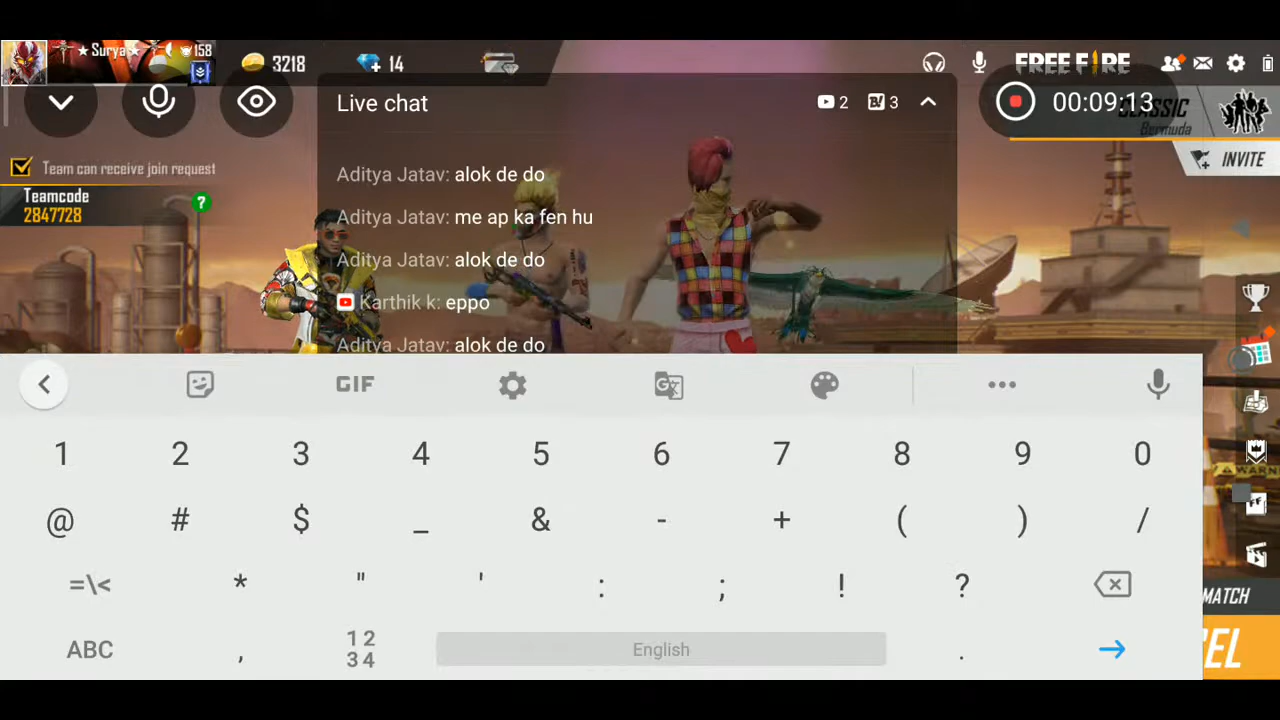 ★ Surya ★
158
3218
14
FREE FIRE
Live chat
2
3
00:09:13
CLASSIC
Bermuda
INVITE
Team can receive join request
Teamcode
2847728
?
Aditya Jatav: alok de do
Aditya Jatav: me ap ka fen hu
Aditya Jatav: alok de do
Karthik k: eppo
Aditya Jatav: alok de do
GIF
1 2 3 4 5 6 7 8 9 0
@ # $ _ & - + ( ) /
=\< * " ' : ; ! ?
ABC , 12 34 English .
WARN
MATCH
EL